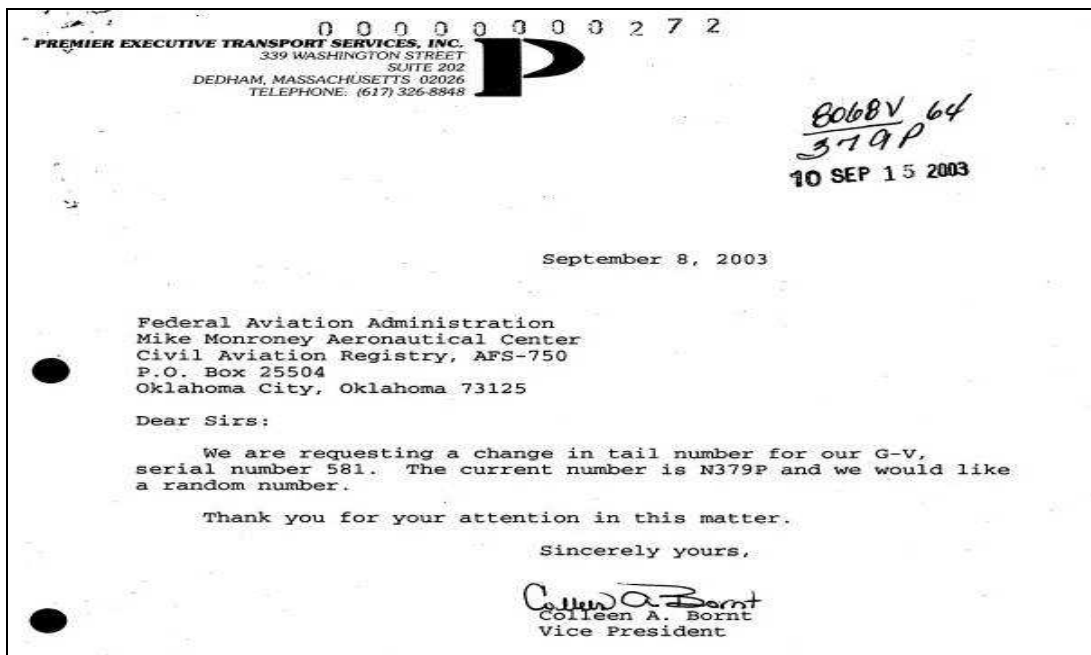 0 0 0 0 0 0 0 0 2 7 2
PREMIER EXECUTIVE TRANSPORT SERVICES, INC.
339 WASHINGTON STREET
SUITE 202
DEDHAM, MASSACHUSETTS 02026
TELEPHONE: (617) 326-8848
P
8068V 64
379P
10 SEP 15 2003
September 8, 2003
Federal Aviation Administration
Mike Monroney Aeronautical Center
Civil Aviation Registry, AFS-750
P.O. Box 25504
Oklahoma City, Oklahoma 73125
Dear Sirs:
We are requesting a change in tail number for our G-V,
serial number 581. The current number is N379P and we would like
a random number.
Thank you for your attention in this matter.
Sincerely yours,
Colleen A. Bornt
Colleen A. Bornt
Vice President